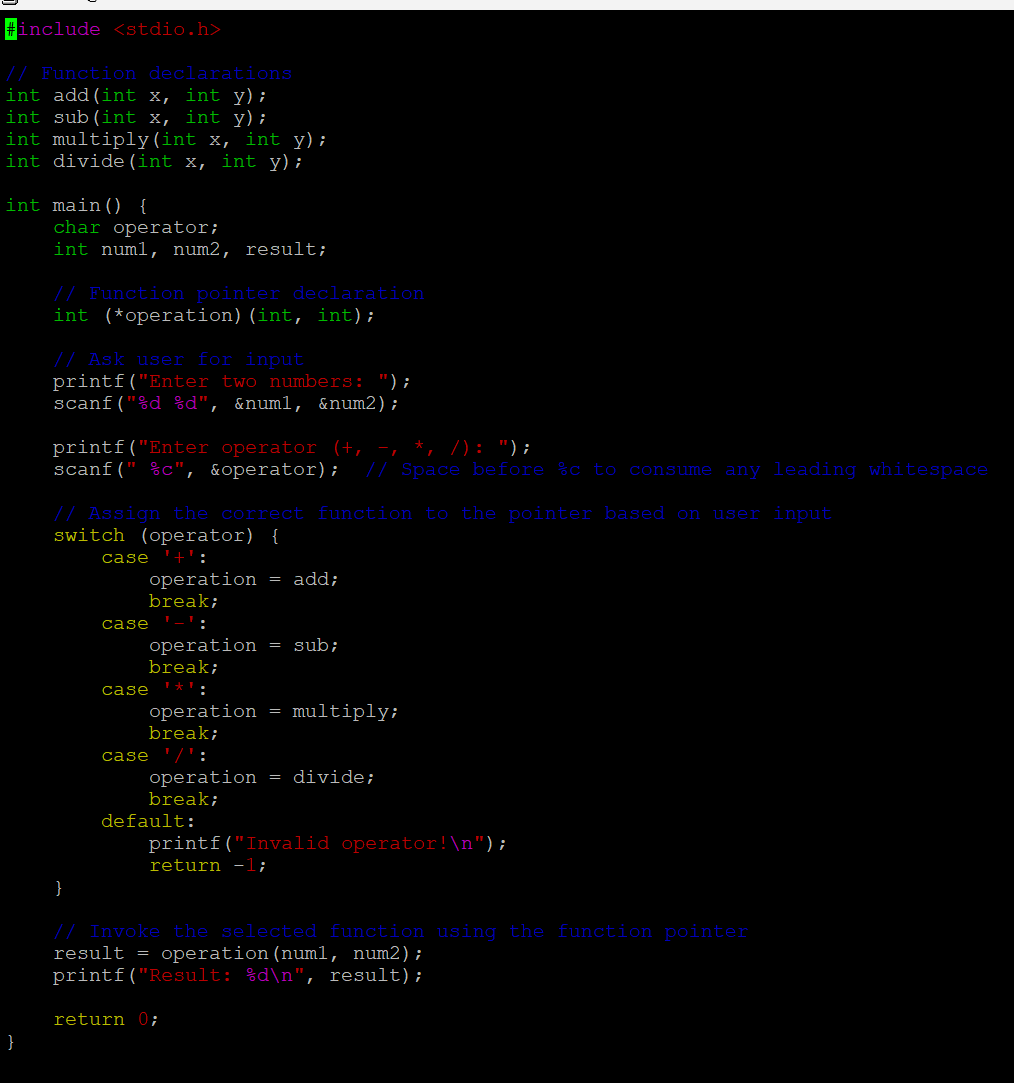 #include <stdio.h>

// Function declarations
int add(int x, int y);
int sub(int x, int y);
int multiply(int x, int y);
int divide(int x, int y);

int main() {
    char operator;
    int num1, num2, result;

    // Function pointer declaration
    int (*operation)(int, int);

    // Ask user for input
    printf("Enter two numbers: ");
    scanf("%d %d", &num1, &num2);

    printf("Enter operator (+, -, *, /): ");
    scanf(" %c", &operator);  // Space before %c to consume any leading whitespace

    // Assign the correct function to the pointer based on user input
    switch (operator) {
        case '+':
            operation = add;
            break;
        case '-':
            operation = sub;
            break;
        case '*':
            operation = multiply;
            break;
        case '/':
            operation = divide;
            break;
        default:
            printf("Invalid operator!\n");
            return -1;
    }

    // Invoke the selected function using the function pointer
    result = operation(num1, num2);
    printf("Result: %d\n", result);

    return 0;
}